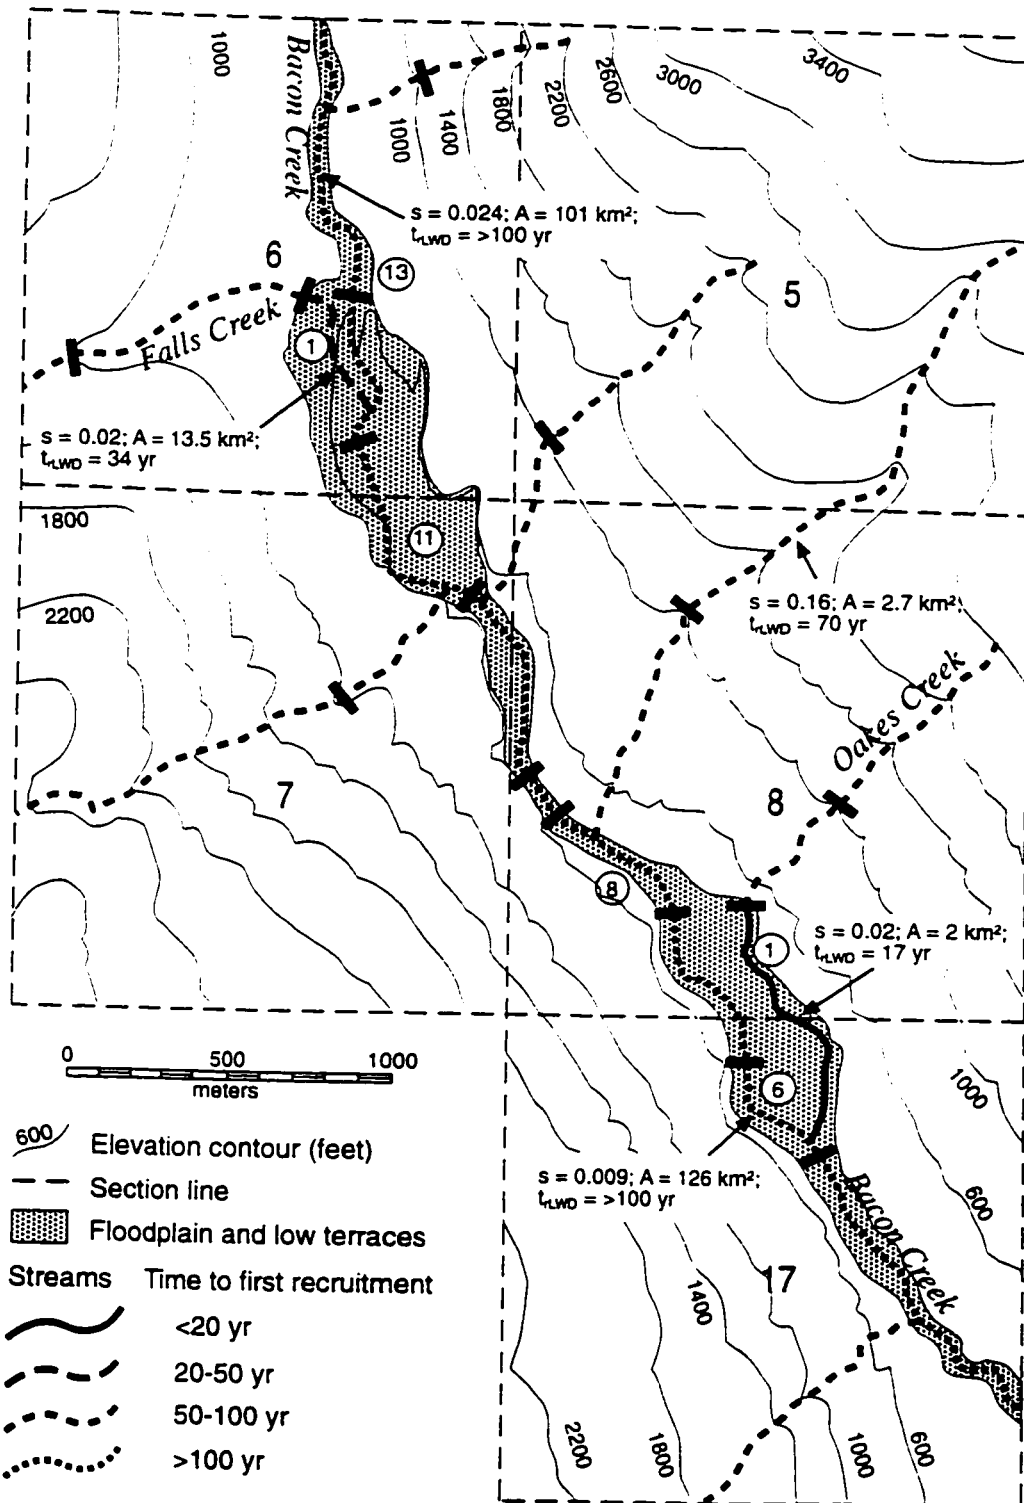 1000
Bacon Creek
1000
1400
1800
2200
2600
3000
3400
s = 0.024; A = 101 km²;
tᵣLWD = >100 yr
6
13
5
Falls Creek
1
s = 0.02; A = 13.5 km²;
tᵣLWD = 34 yr
1800
11
2200
s = 0.16; A = 2.7 km²;
tᵣLWD = 70 yr
Oakes Creek
7
8
8
1
s = 0.02; A = 2 km²;
tᵣLWD = 17 yr
0 500 1000
meters
6
1000
600 Elevation contour (feet)
Section line
Floodplain and low terraces
s = 0.009; A = 126 km²;
tᵣLWD = >100 yr
Bacon Creek
600
17
1400
Streams Time to first recruitment
<20 yr
20-50 yr
50-100 yr
>100 yr
2200
1800
1000
600